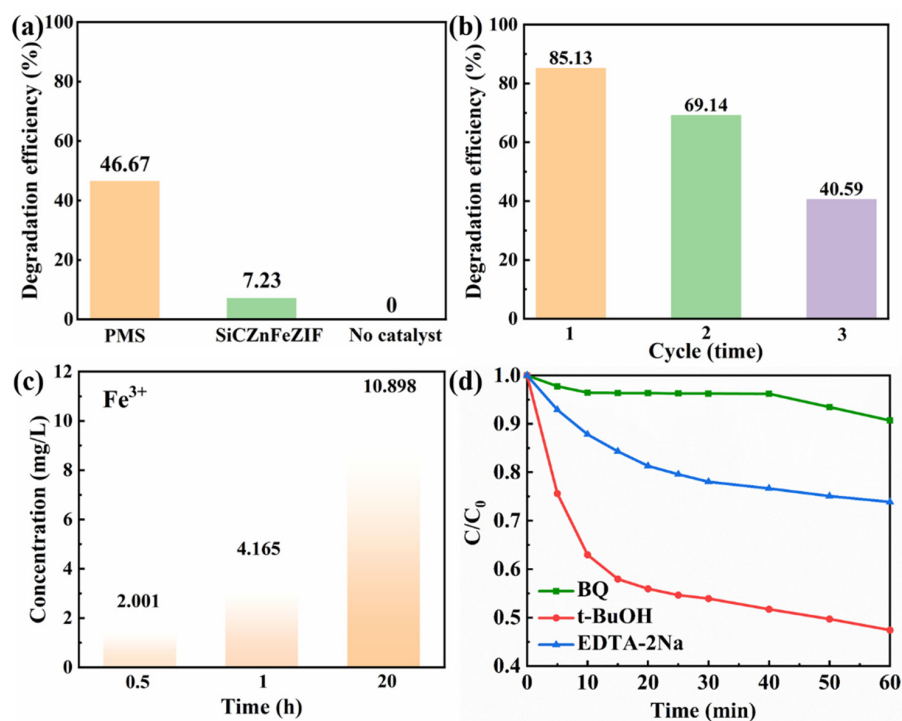 (a)
Degradation efficiency (%)
100
80
60
40
20
0
46.67
7.23
0
PMS SiCZnFeZIF No catalyst
(b)
Degradation efficiency (%)
100
80
60
40
20
0
85.13
69.14
40.59
1 2 3
Cycle (time)
(c)
Fe³⁺
Concentration (mg/L)
12
10
8
6
4
2
0
2.001
4.165
10.898
0.5 1 20
Time (h)
(d)
C/C₀
1.0
0.9
0.8
0.7
0.6
0.5
0.4
BQ
t-BuOH
EDTA-2Na
0 10 20 30 40 50 60
Time (min)